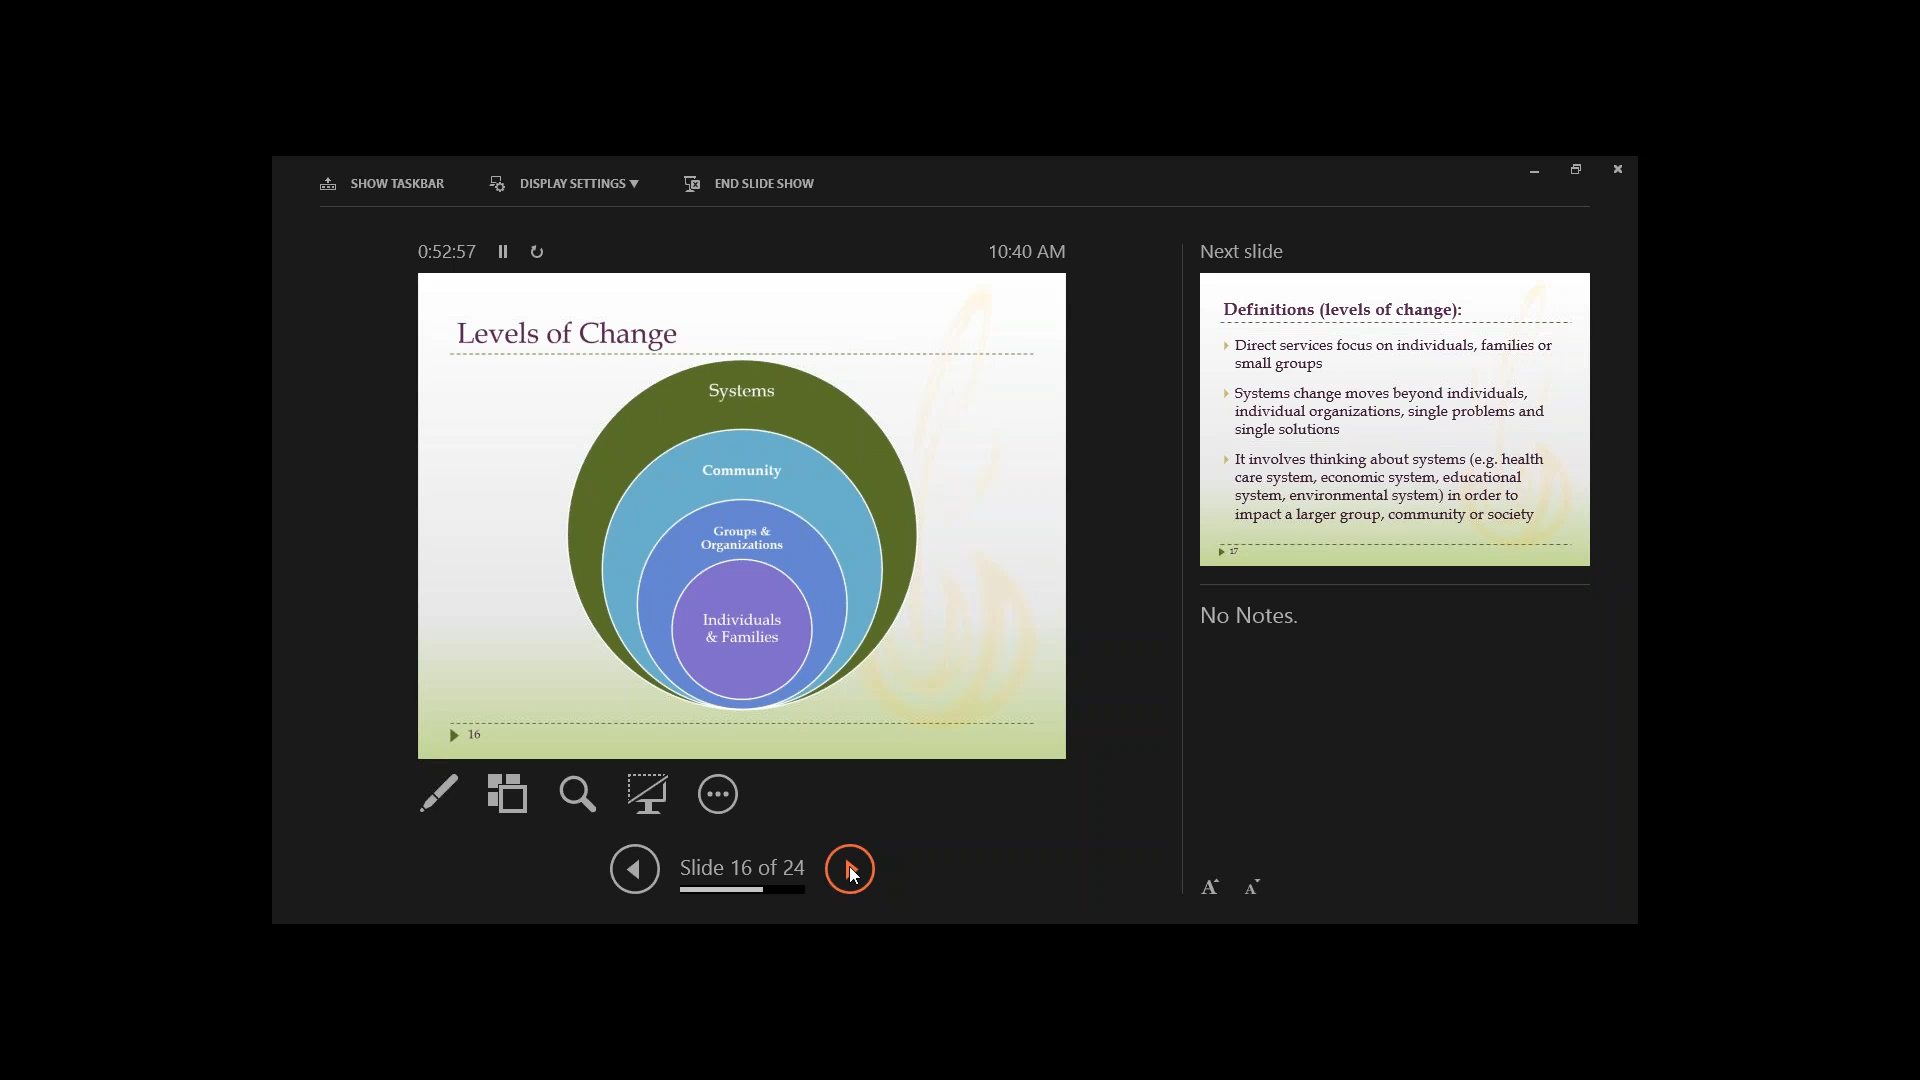 SHOW TASKBAR
DISPLAY SETTINGS ▼
END SLIDE SHOW
0:52:57
10:40 AM
Levels of Change
Systems
Community
Groups &
Organizations
Individuals
& Families
16
Slide 16 of 24
Next slide
Definitions (levels of change):
Direct services focus on individuals, families or
small groups
Systems change moves beyond individuals,
individual organizations, single problems and
single solutions
It involves thinking about systems (e.g. health
care system, economic system, educational
system, environmental system) in order to
impact a larger group, community or society
17
No Notes.
A
A